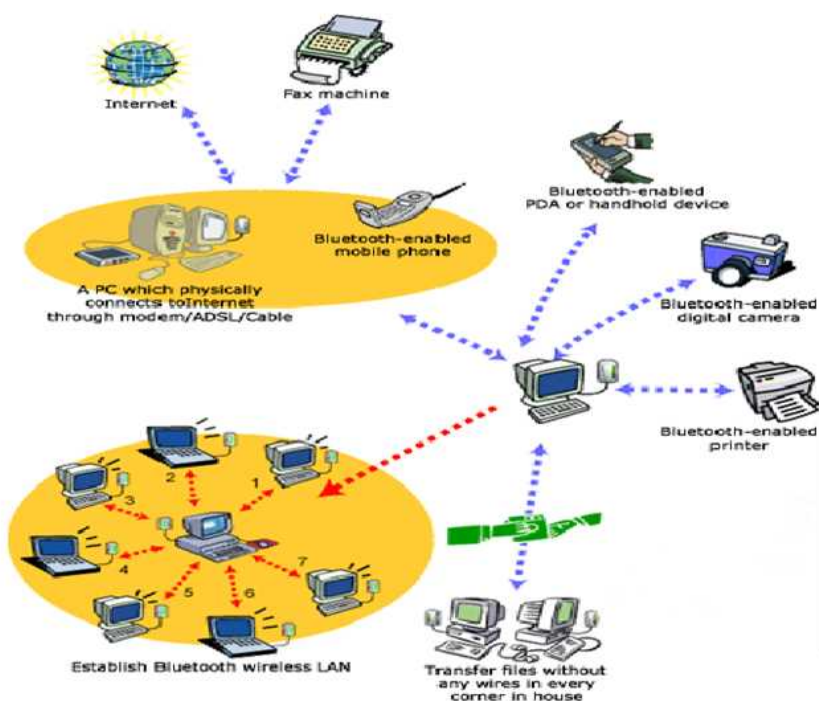 Internet
Fax machine
Bluetooth-enabled
PDA or handhold device
Bluetooth-enabled
mobile phone
A PC which physically
connects toInternet
through modem/ADSL/Cable
Bluetooth-enabled
digital camera
Bluetooth-enabled
printer
1
2
3
4
5
6
7
Establish Bluetooth wireless LAN
Transfer files without
any wires in every
corner in house